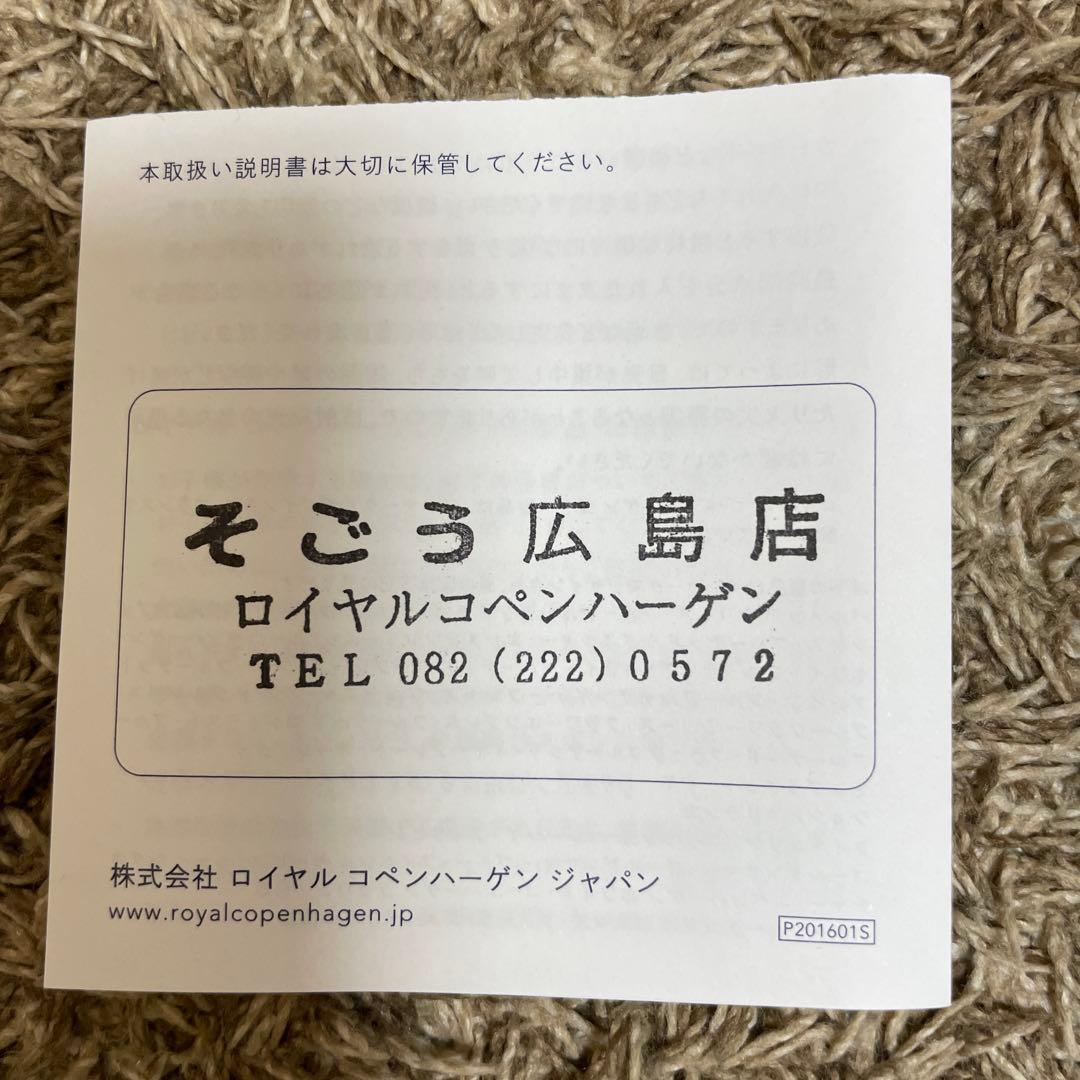 本取扱い説明書は大切に保管してください。
そごう広島店
ロイヤルコペンハーゲン
TEL 082 (222) 0572
株式会社 ロイヤル コペンハーゲン ジャパン
www.royalcopenhagen.jp
P201601S